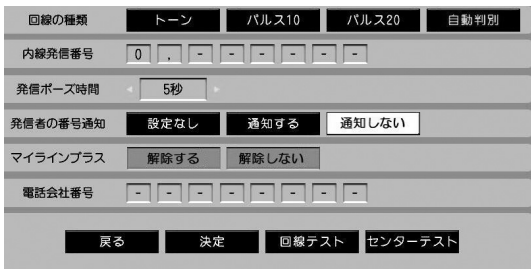 回線の種類 トーン パルス10 パルス20 自動判別
内線発信番号 0 , - - - - - -
発信ポーズ時間 5秒
発信者の番号通知 設定なし 通知する 通知しない
マイラインプラス 解除する 解除しない
電話会社番号 - - - - - - - -
戻る 決定 回線テスト センターテスト